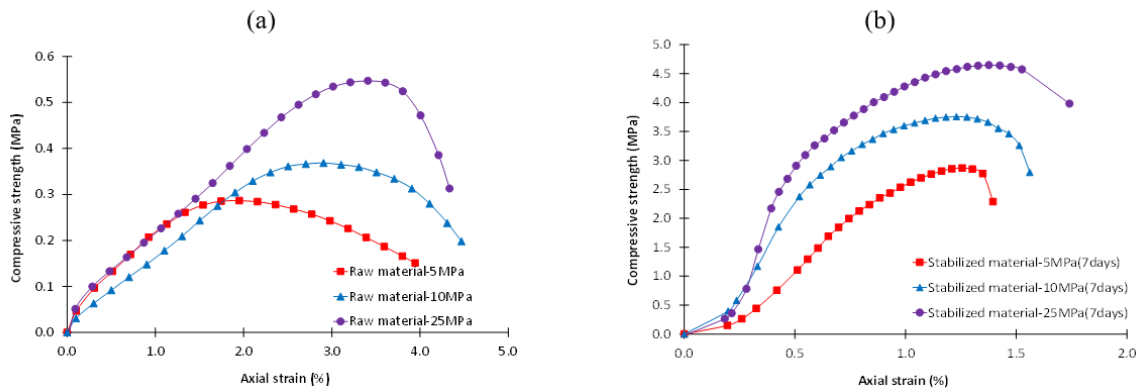 (a)
0.6
0.5
0.4
0.3
0.2
0.1
0.0
Compressive strength (MPa)
Raw material-5MPa
Raw material-10MPa
Raw material-25MPa
0.0 1.0 2.0 3.0 4.0 5.0
Axial strain (%)
(b)
5.0
4.5
4.0
3.5
3.0
2.5
2.0
1.5
1.0
0.5
0.0
Compressive strength (MPa)
Stabilized material-5MPa(7days)
Stabilized material-10MPa(7days)
Stabilized material-25MPa(7days)
0.0 0.5 1.0 1.5 2.0
Axial strain (%)